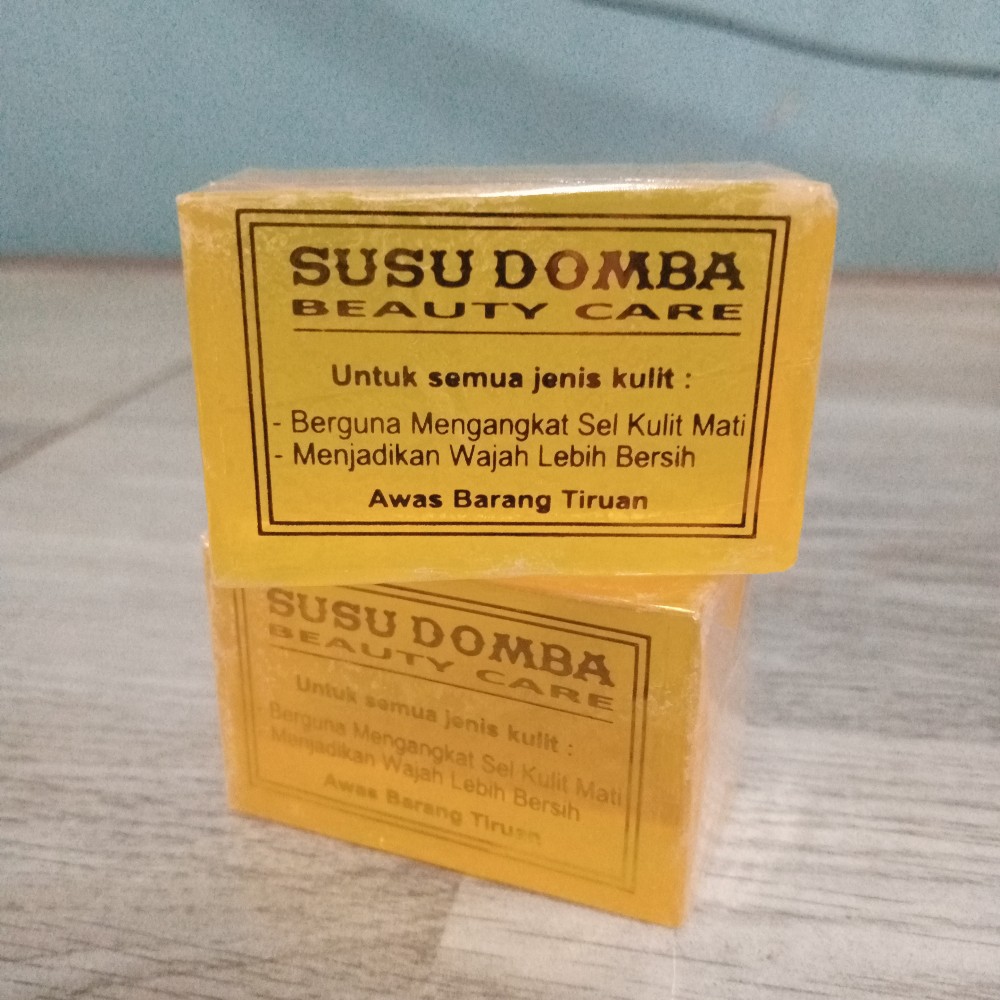 SUSU DOMBA
BEAUTY CARE
Untuk semua jenis kulit :
- Berguna Mengangkat Sel Kulit Mati
- Menjadikan Wajah Lebih Bersih
Awas Barang Tiruan
SUSU DOMBA
BEAUTY CARE
Untuk semua jenis kulit :
Berguna Mengangkat Sel Kulit Mati
Menjadikan Wajah Lebih Bersih
Awas Barang Tiruan